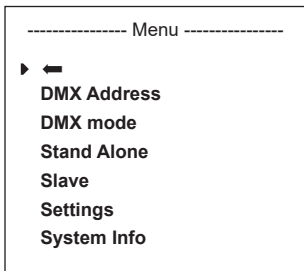 ---------------- Menu ----------------
DMX Address
DMX mode
Stand Alone
Slave
Settings
System Info